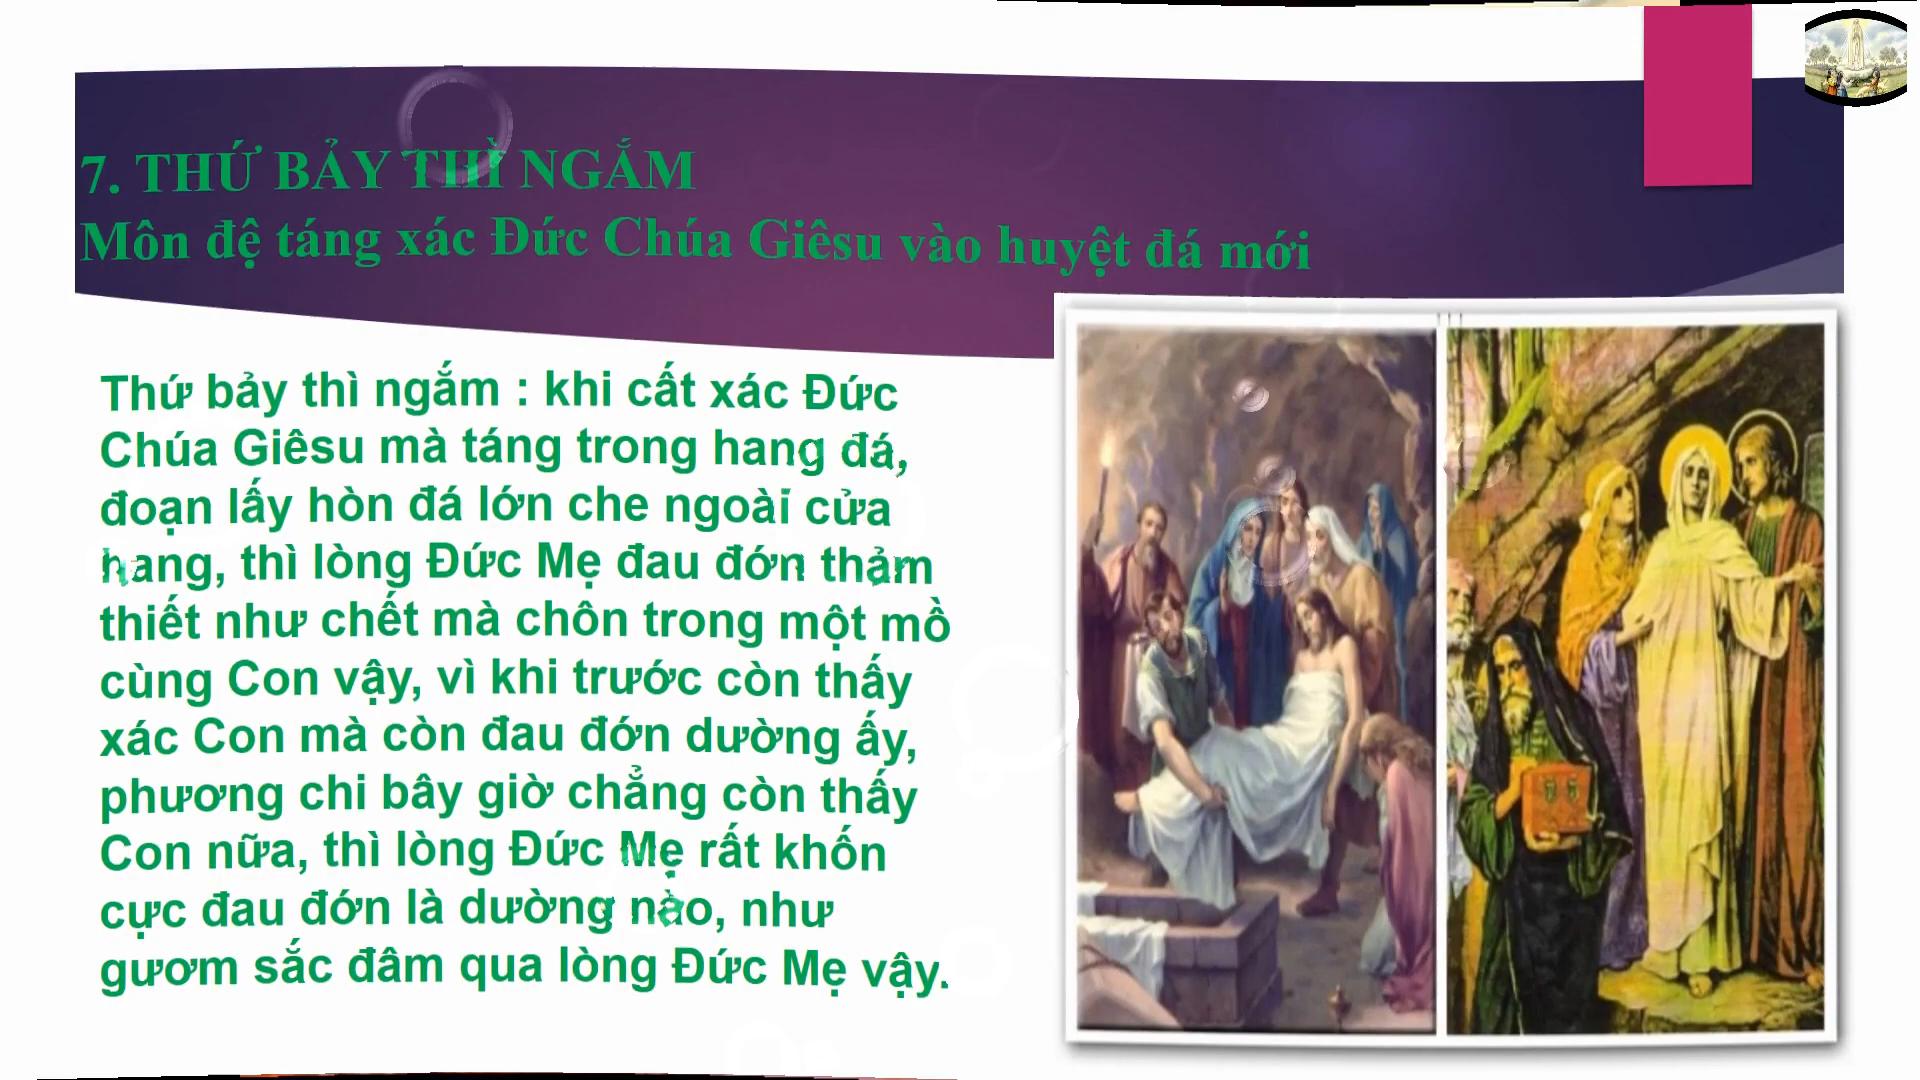 7. THỨ BẢY THÌ NGẮM
Môn đệ táng xác Đức Chúa Giêsu vào huyệt đá mới
Thứ bảy thì ngắm : khi cất xác Đức
Chúa Giêsu mà táng trong hang đá,
đoạn lấy hòn đá lớn che ngoài cửa
hang, thì lòng Đức Mẹ đau đớn thảm
thiết như chết mà chôn trong một mồ
cùng Con vậy, vì khi trước còn thấy
xác Con mà còn đau đớn dường ấy,
phương chi bây giờ chẳng còn thấy
Con nữa, thì lòng Đức Mẹ rất khốn
cực đau đớn là dường nào, như
gươm sắc đâm qua lòng Đức Mẹ vậy.